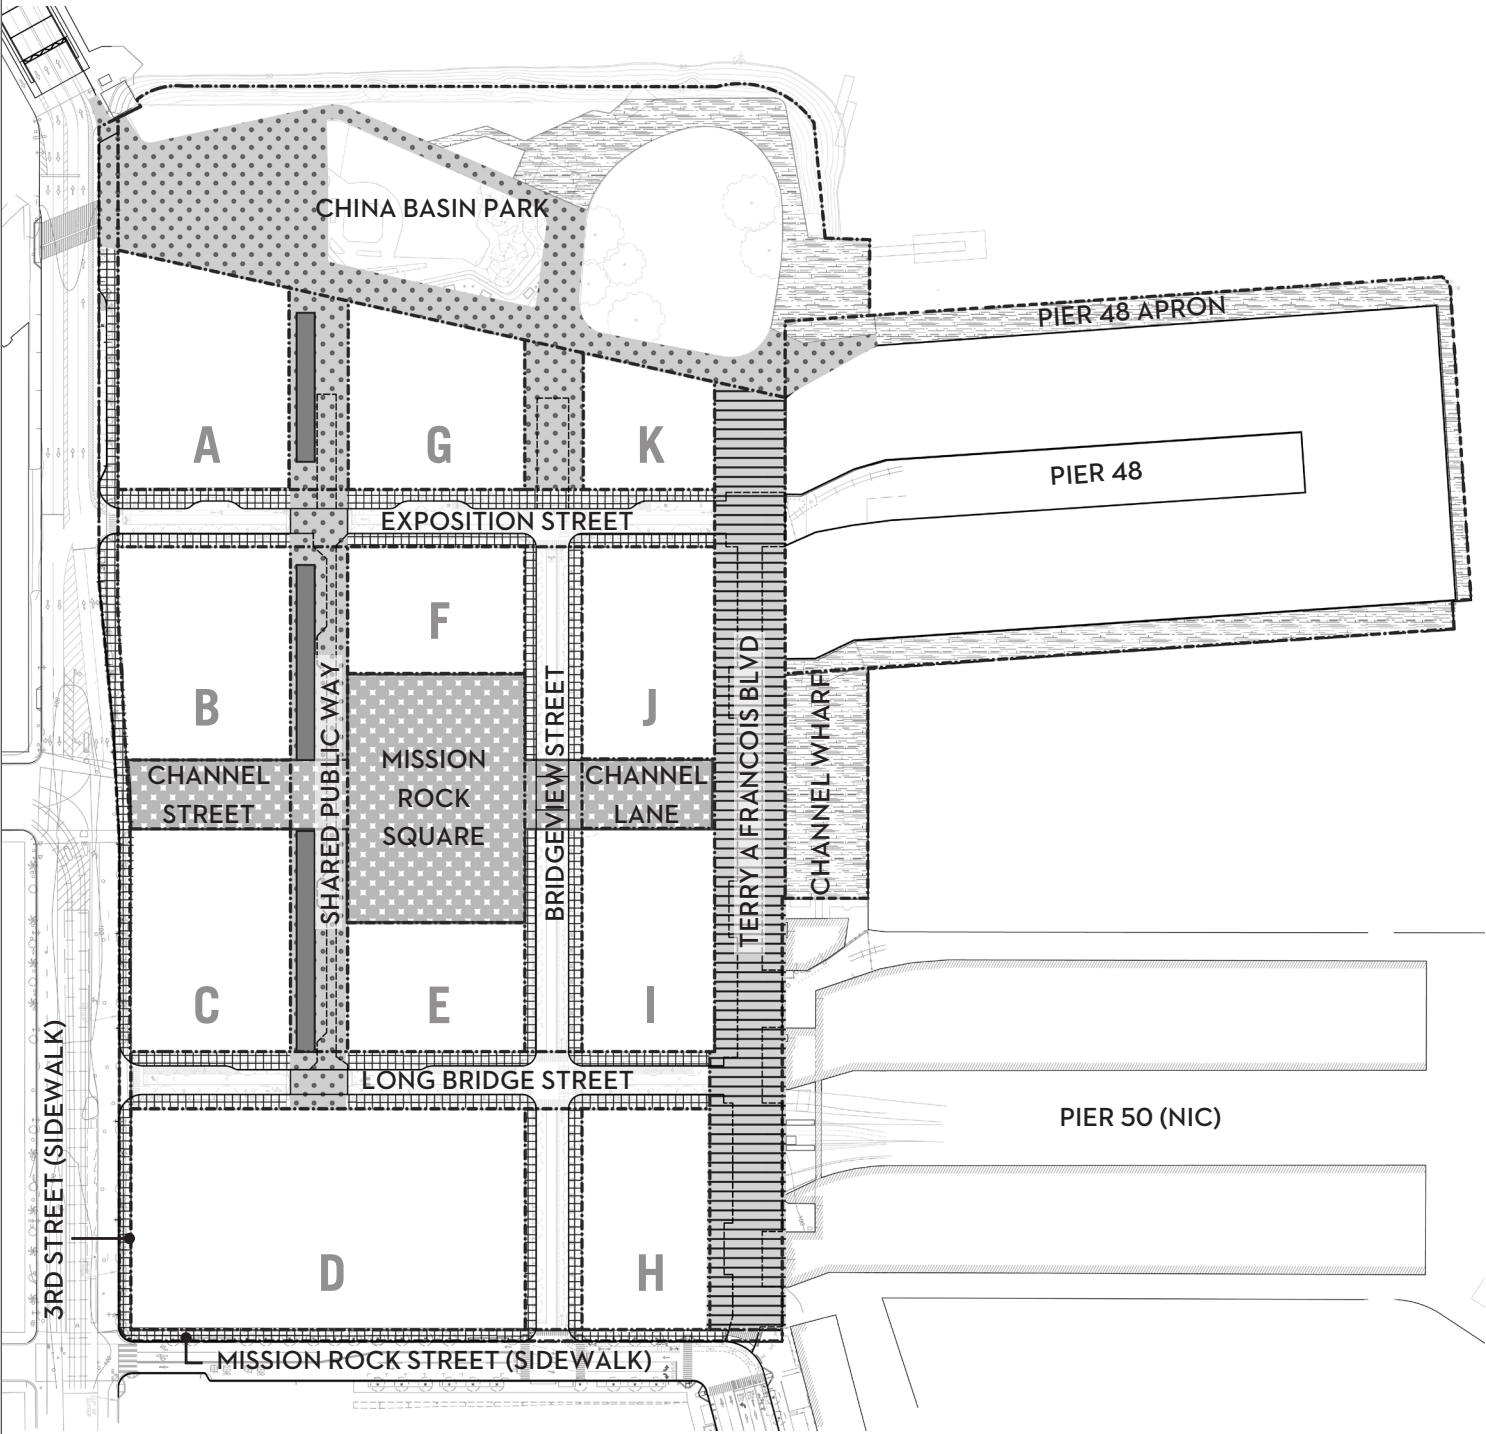 CHINA BASIN PARK
PIER 48 APRON
A
G
K
PIER 48
EXPOSITION STREET
F
B
J
SHARED PUBLIC WAY
MISSION
ROCK
SQUARE
BRIDGEVIEW STREET
CHANNEL
STREET
CHANNEL
LANE
TERRY A FRANCOIS BLVD
CHANNEL WHARF
C
E
I
LONG BRIDGE STREET
PIER 50 (NIC)
3RD STREET (SIDEWALK)
D
H
MISSION ROCK STREET (SIDEWALK)